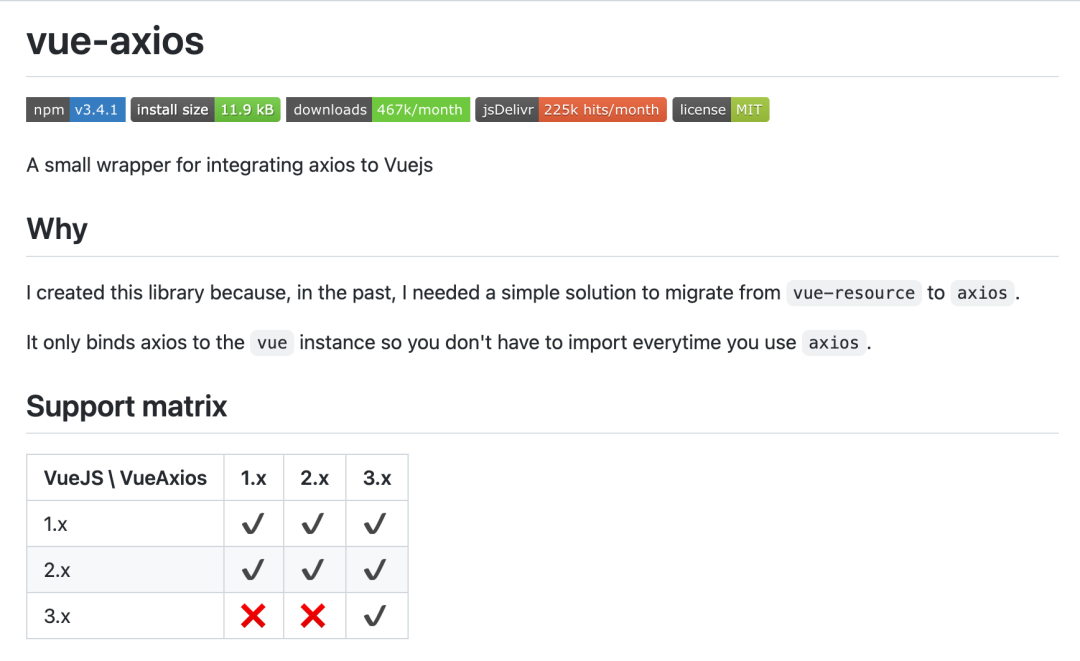 vue-axios
npm v3.4.1 install size 11.9 kB downloads 467k/month jsDelivr 225k hits/month license MIT
A small wrapper for integrating axios to Vuejs
Why
I created this library because, in the past, I needed a simple solution to migrate from vue-resource to axios.
It only binds axios to the vue instance so you don't have to import everytime you use axios.
Support matrix
VueJS \ VueAxios 1.x 2.x 3.x
1.x ✔ ✔ ✔
2.x ✔ ✔ ✔
3.x ❌ ❌ ✔